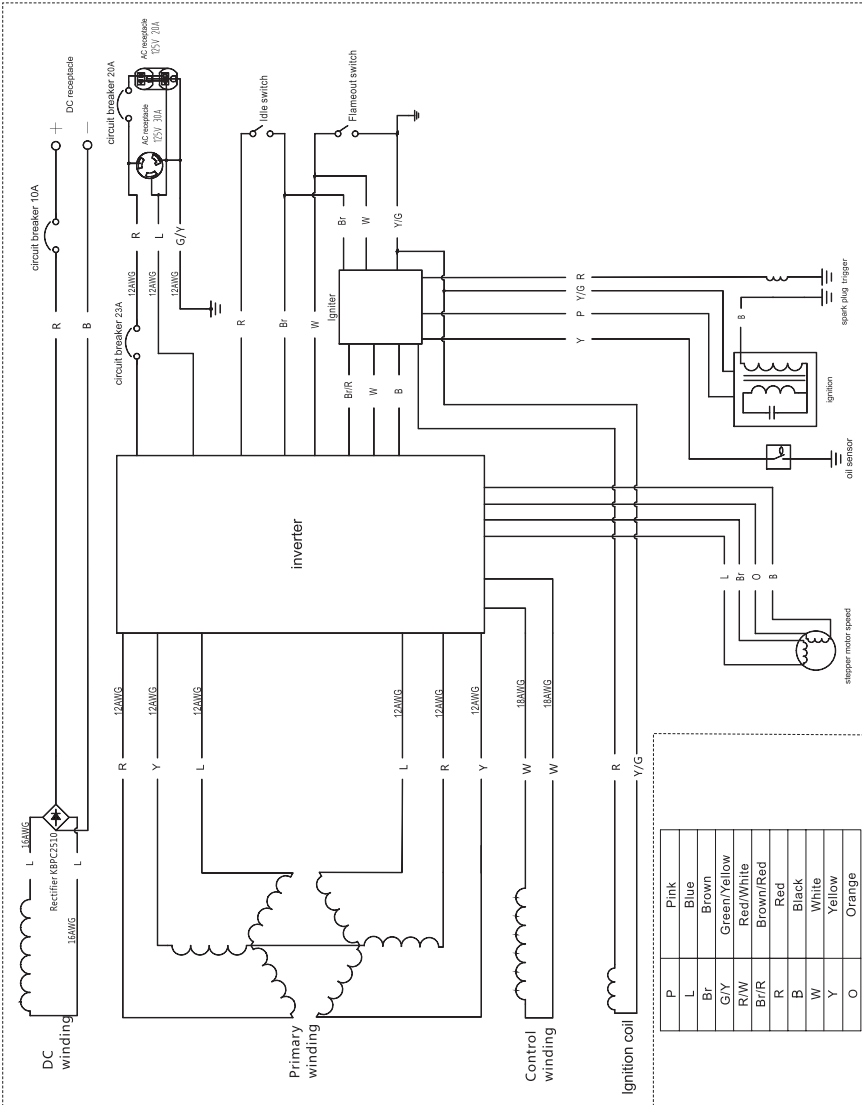 DC
winding
L
16AWG
Rectifier KBPC2510
L
16AWG
R
B
circuit breaker 10A
+
−
DC receptacle
Primary
winding
R
12AWG
Y
12AWG
L
12AWG
L
12AWG
R
12AWG
Y
12AWG
inverter
circuit breaker 23A
12AWG
R
12AWG
L
12AWG
G/Y
circuit breaker 20A
AC receptacle
125V 30A
AC receptacle
125V 20A
R
Br
W
Idle switch
Flameout switch
Br
W
Y/G
Igniter
Br/R
W
B
Control
winding
W
18AWG
W
18AWG
Ignition coil
R
Y/G
Y
P
Y/G
R
L
Br
O
B
stepper motor speed
oil sensor
ignition
B
spark plug
trigger
P Pink
L Blue
Br Brown
G/Y Green/Yellow
R/W Red/White
Br/R Brown/Red
R Red
B Black
W White
Y Yellow
O Orange